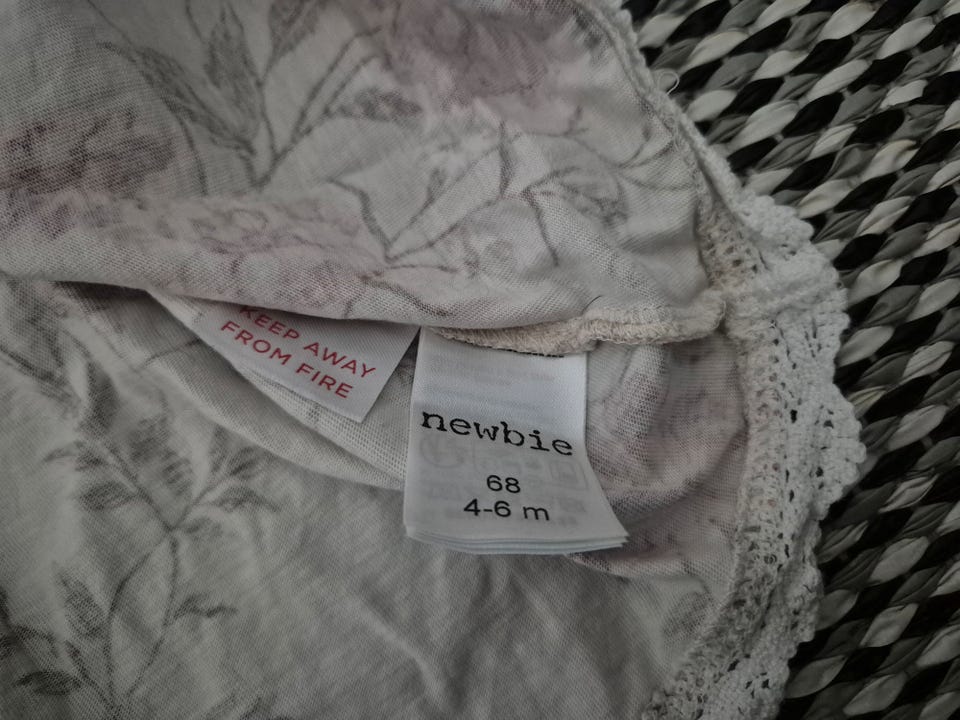 KEEP AWAY
FROM FIRE
newbie
68
4-6 m